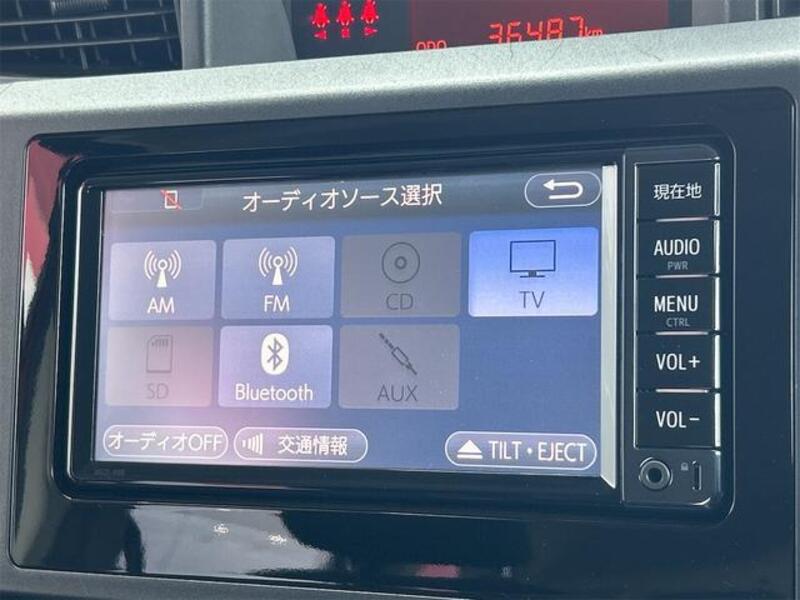 ODO 36487km
オーディオソース選択
AM
FM
CD
TV
SD
Bluetooth
AUX
オーディオOFF
交通情報
TILT・EJECT
現在地
AUDIO
PWR
MENU
CTRL
VOL+
VOL-